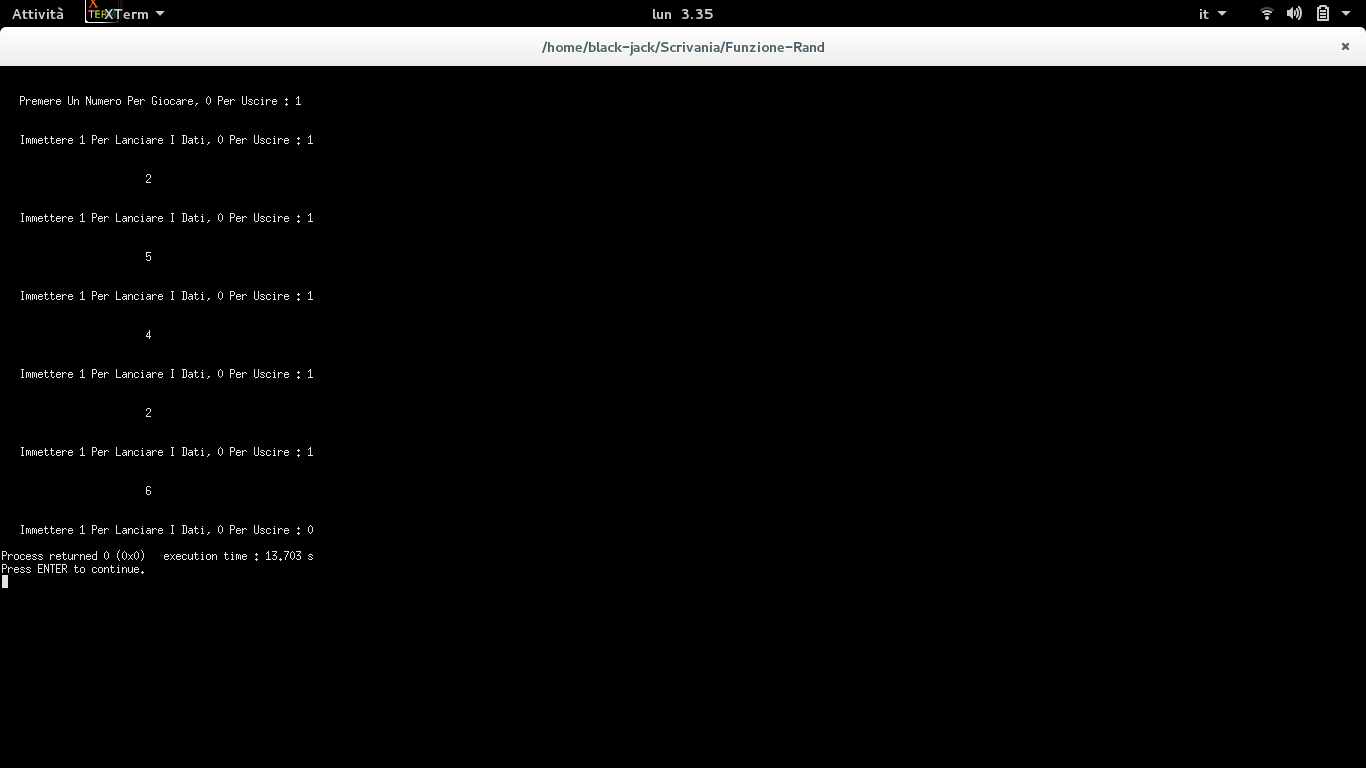 Attività XTerm lun 3.35 it
/home/black-jack/Scrivania/Funzione-Rand
Premere Un Numero Per Giocare, 0 Per Uscire : 1
Immettere 1 Per Lanciare I Dati, 0 Per Uscire : 1
2
Immettere 1 Per Lanciare I Dati, 0 Per Uscire : 1
5
Immettere 1 Per Lanciare I Dati, 0 Per Uscire : 1
4
Immettere 1 Per Lanciare I Dati, 0 Per Uscire : 1
2
Immettere 1 Per Lanciare I Dati, 0 Per Uscire : 1
6
Immettere 1 Per Lanciare I Dati, 0 Per Uscire : 0
Process returned 0 (0x0) execution time : 13.703 s
Press ENTER to continue.